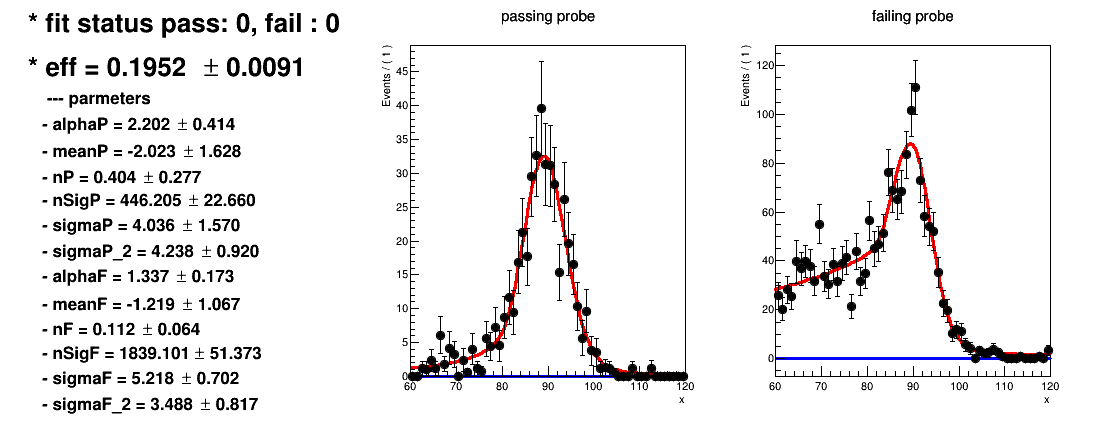 * fit status pass: 0, fail : 0
* eff = 0.1952 ± 0.0091
--- parmeters
- alphaP = 2.202 ± 0.414
- meanP = -2.023 ± 1.628
- nP = 0.404 ± 0.277
- nSigP = 446.205 ± 22.660
- sigmaP = 4.036 ± 1.570
- sigmaP_2 = 4.238 ± 0.920
- alphaF = 1.337 ± 0.173
- meanF = -1.219 ± 1.067
- nF = 0.112 ± 0.064
- nSigF = 1839.101 ± 51.373
- sigmaF = 5.218 ± 0.702
- sigmaF_2 = 3.488 ± 0.817
passing probe
Events / ( 1 )
45
40
35
30
25
20
15
10
5
0
60 70 80 90 100 110 120
x
failing probe
Events / ( 1 )
120
100
80
60
40
20
0
60 70 80 90 100 110 120
x